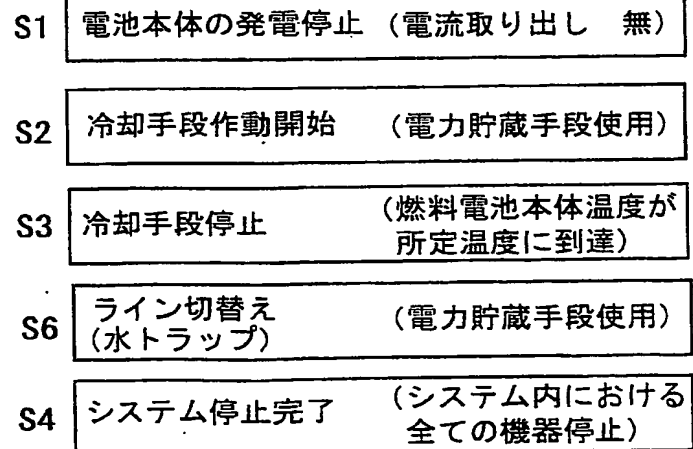 S1 電池本体の発電停止 (電流取り出し 無)
S2 冷却手段作動開始 (電力貯蔵手段使用)
S3 冷却手段停止 (燃料電池本体温度が
所定温度に到達)
S6 ライン切替え
(水トラップ) (電力貯蔵手段使用)
S4 システム停止完了 (システム内における
全ての機器停止)